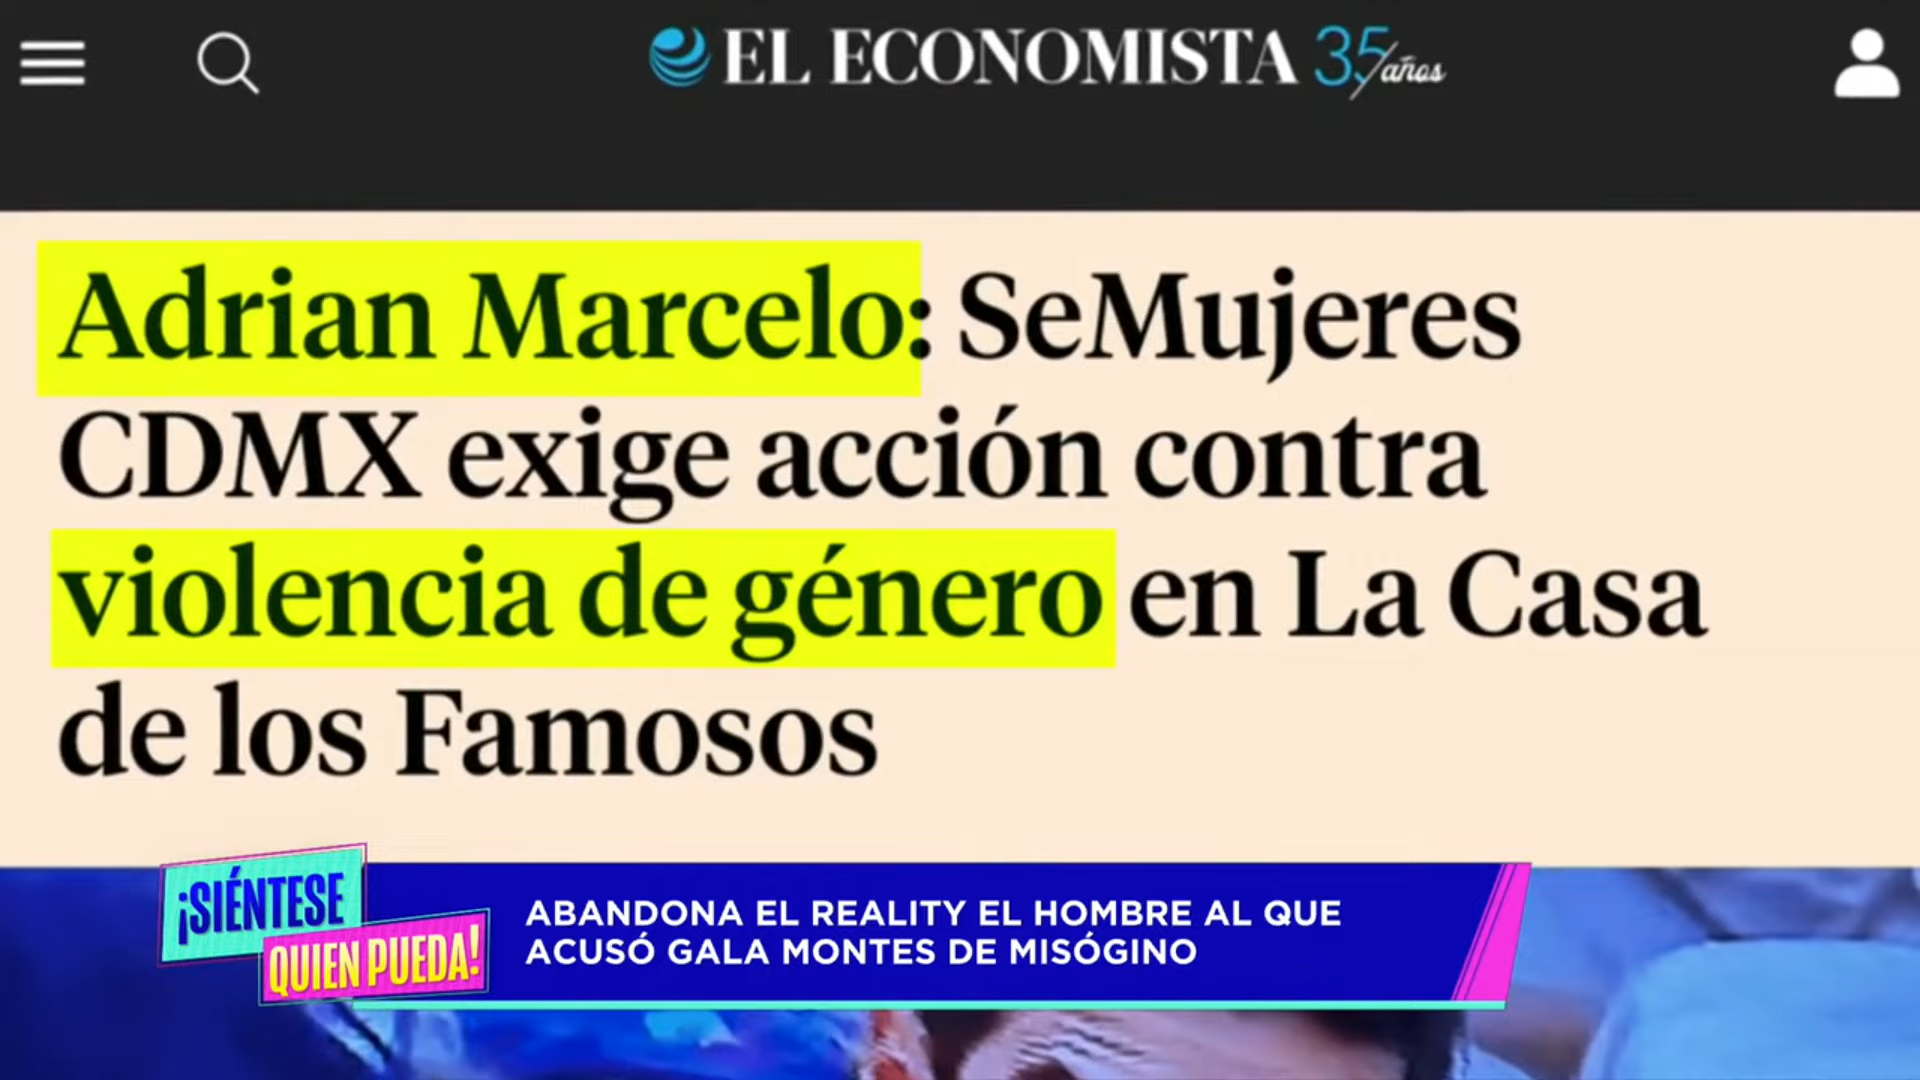 EL ECONOMISTA 35 años
Adrian Marcelo: SeMujeres
CDMX exige acción contra
violencia de género en La Casa
de los Famosos
¡SIÉNTESE
QUIEN PUEDA!
ABANDONA EL REALITY EL HOMBRE AL QUE
ACUSÓ GALA MONTES DE MISÓGINO